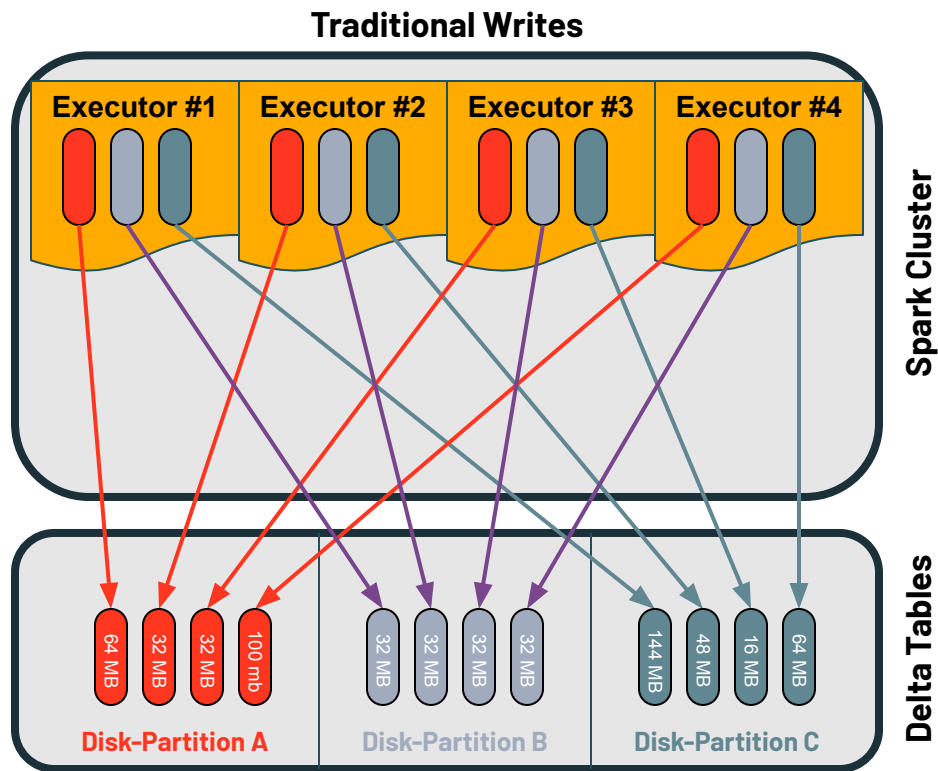 Traditional Writes
Executor #1
Executor #2
Executor #3
Executor #4
Spark Cluster
64 MB
32 MB
32 MB
100 mb
32 MB
32 MB
32 MB
32 MB
144 MB
48 MB
16 MB
64 MB
Disk-Partition A
Disk-Partition B
Disk-Partition C
Delta Tables